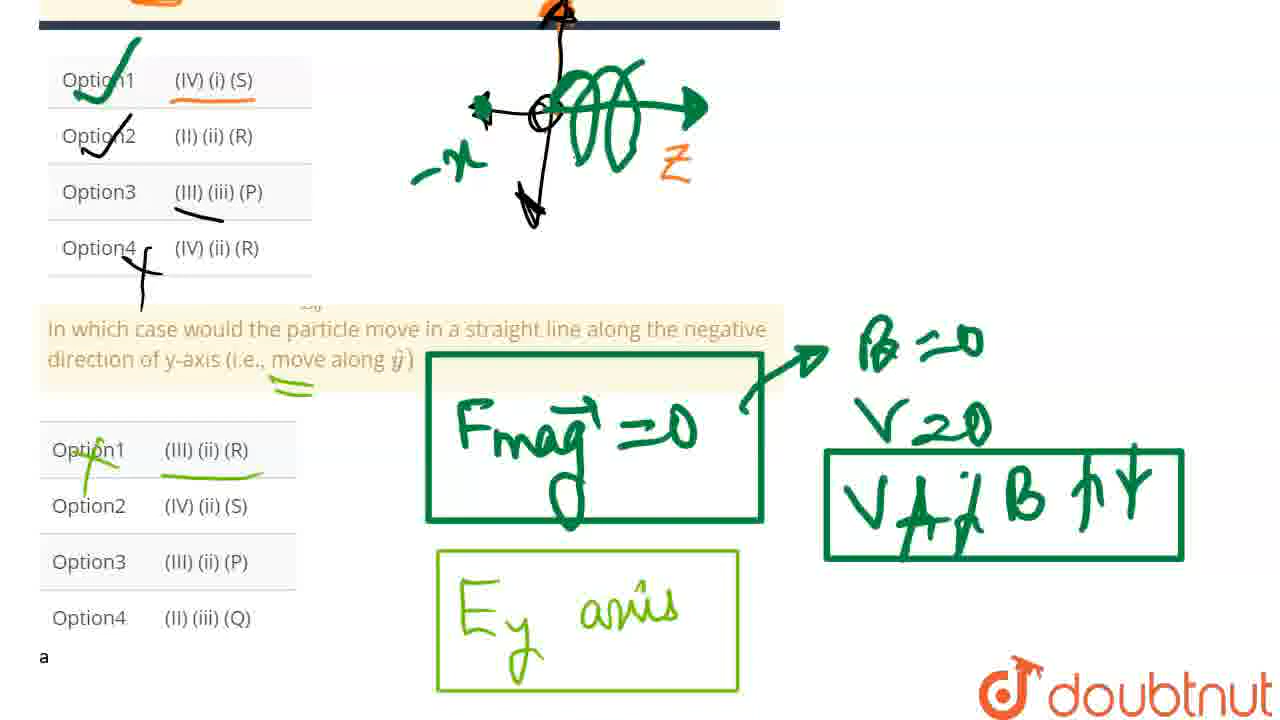 Option1 (IV) (i) (S)
Option2 (II) (ii) (R)
Option3 (III) (iii) (P)
Option4 (IV) (ii) (R)
-x
Z
In which case would the particle move in a straight line along the negative
direction of y-axis (i.e., move along ŷ)
Option1 (III) (ii) (R)
Option2 (IV) (ii) (S)
Option3 (III) (ii) (P)
Option4 (II) (iii) (Q)
a
Fmag = 0
B = 0
V = 0
V B
Ey axis
doubtnut